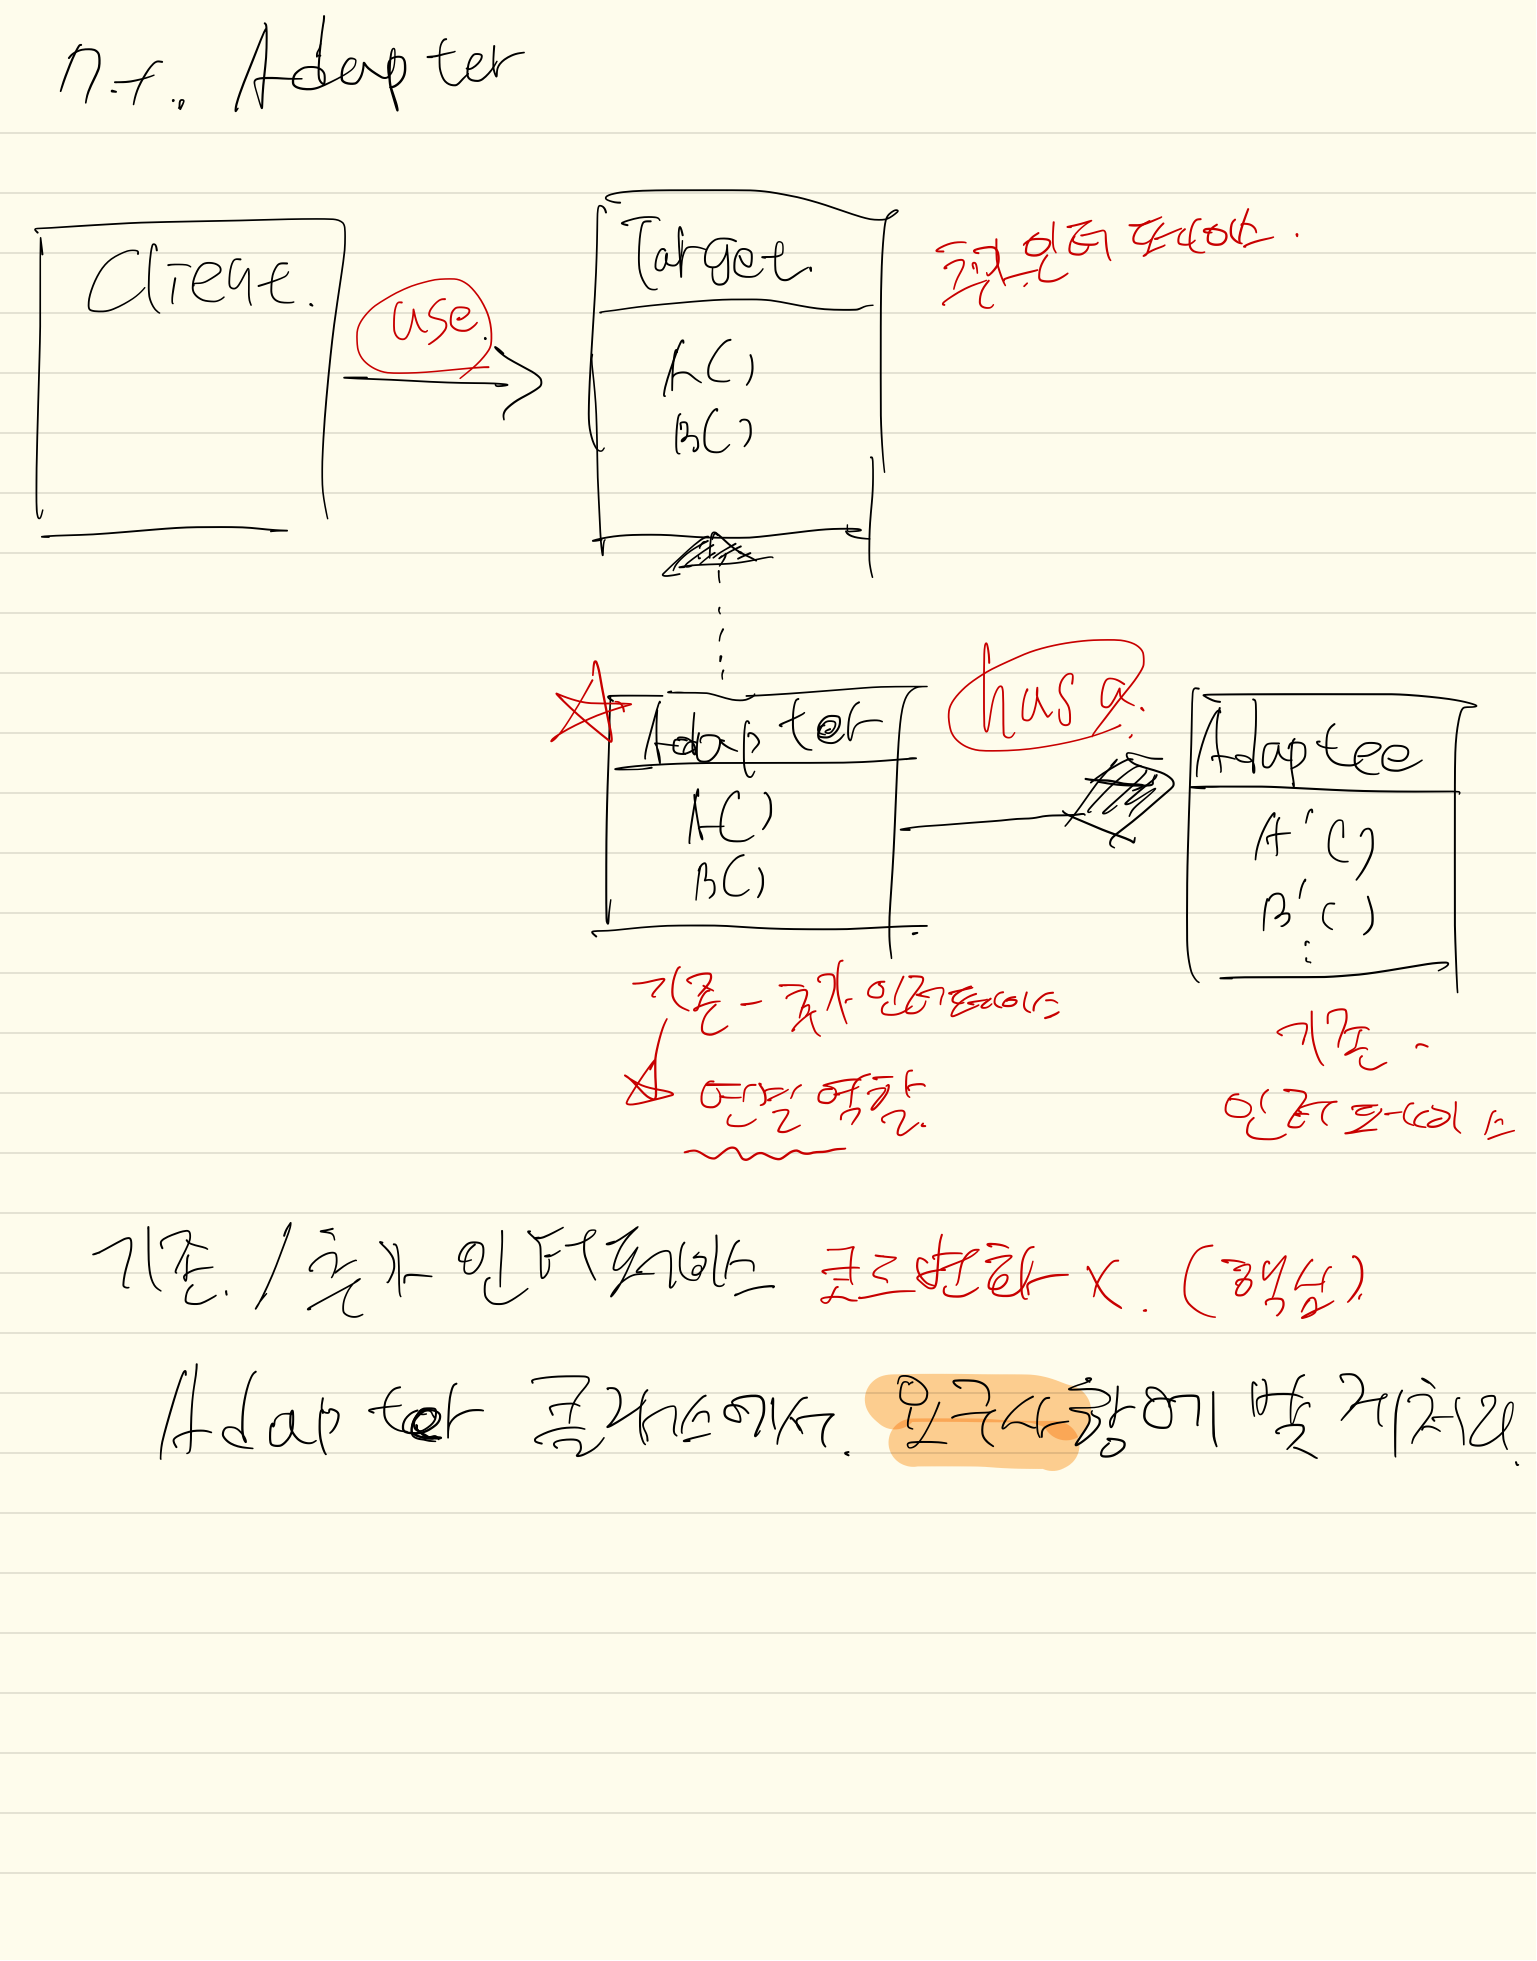 Adapter
Client.
use.
Target
A()
B()
추가 인터페이스.
Adapter
A()
B()
has a.
Adaptee
A'()
B'()
⋮
기존 - 추가 인터페이스
연결 역할.
기존
인터페이스
기존 / 추가 인터페이스 코드변화 X. (핵심)
Adapter 클래스에서. 요구사항에 맞게 처리.